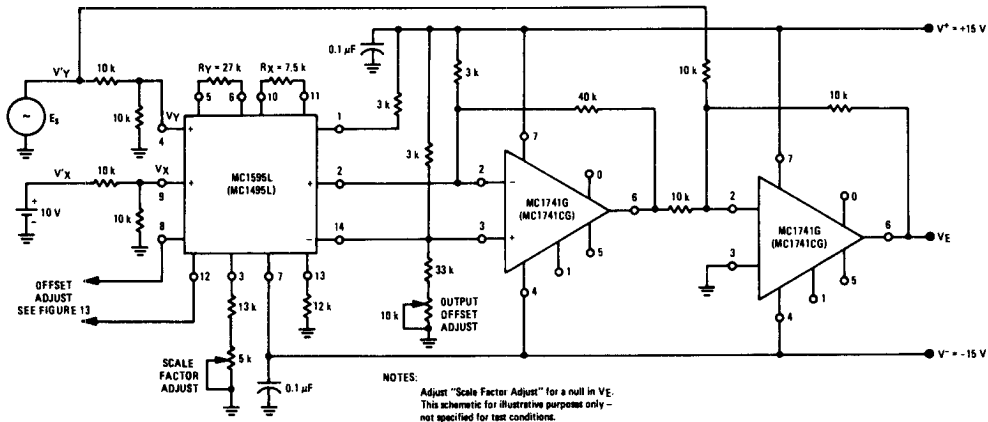 V⁺ = +15 V
0.1 µF
V'Y
10 k
RY = 27 k
RX = 7.5 k
3 k
10 k
40 k
10 k
5
6
10
11
3 k
7
7
ES
10 k
VY
4
+
1
3 k
V'X
10 k
VX
9
+
MC1595L
(MC1495L)
+
2
2
−
0
MC1741G
(MC1741CG)
6
10 k
2
0
MC1741G
(MC1741CG)
6
VE
10 V
10 k
8
−
14
3
+
5
1
3
5
1
12
3
7
13
4
4
OFFSET
ADJUST
SEE FIGURE 13
13 k
12 k
33 k
10 k
OUTPUT
OFFSET
ADJUST
SCALE
FACTOR
ADJUST
5 k
0.1 µF
V⁻ = -15 V
NOTES:
Adjust "Scale Factor Adjust" for a null in VE.
This schematic for illustrative purposes only –
not specified for test conditions.